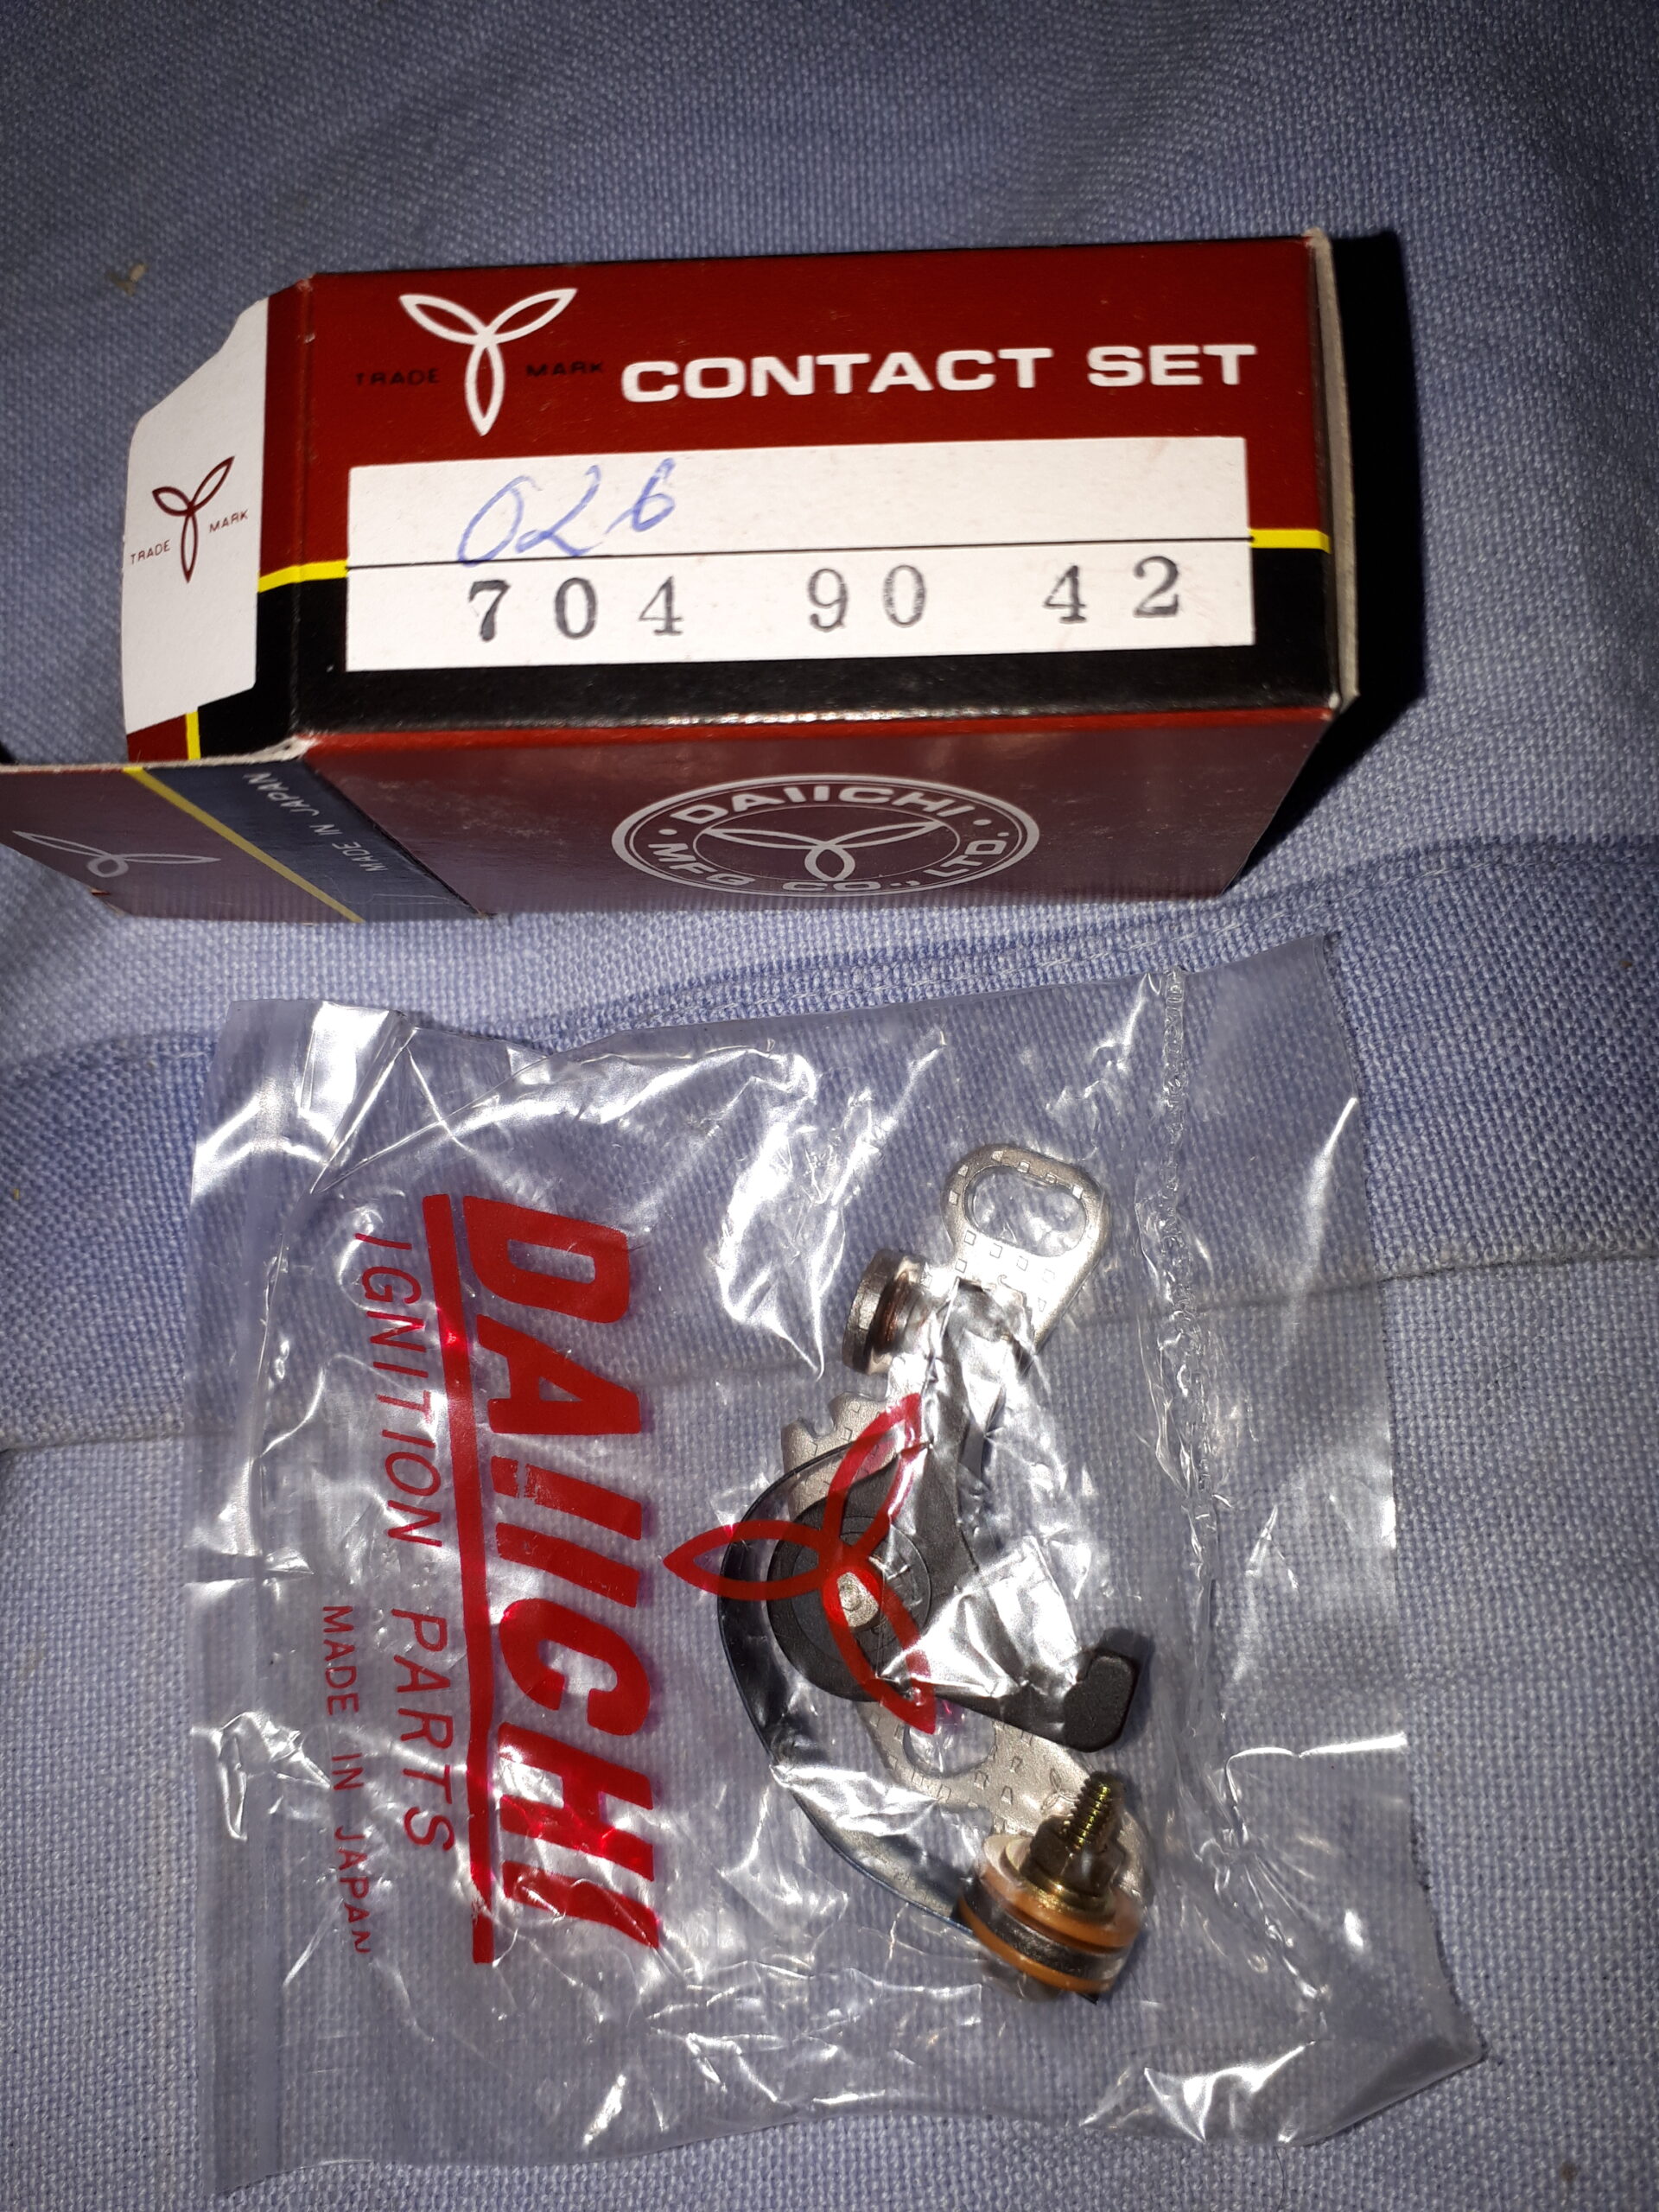 TRADE MARK
CONTACT SET
026
704 90 42
TRADE MARK
MADE IN JAPAN
DAIICHI
MFG CO., LTD.
DAIICHI
IGNITION PARTS
MADE IN JAPAN